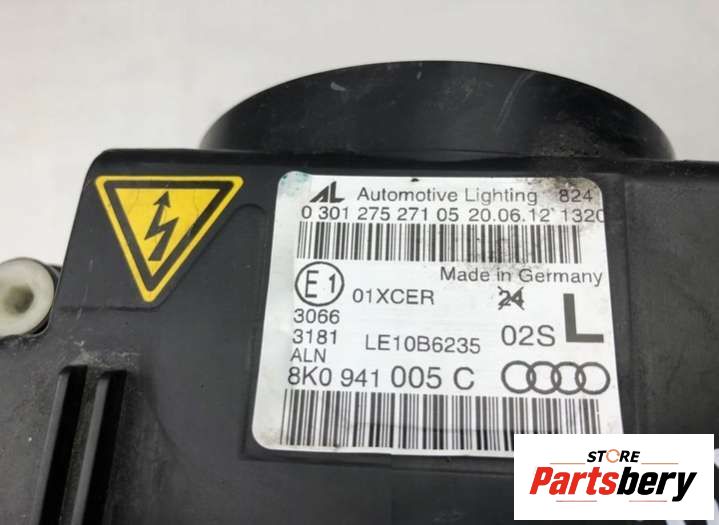 AL Automotive Lighting 824
0 301 275 271 05 20.06.12 1320
Made in Germany
E1 01XCER 24
3066
3181 LE10B6235 02S L
ALN
8K0 941 005 C
STORE
Partsbery